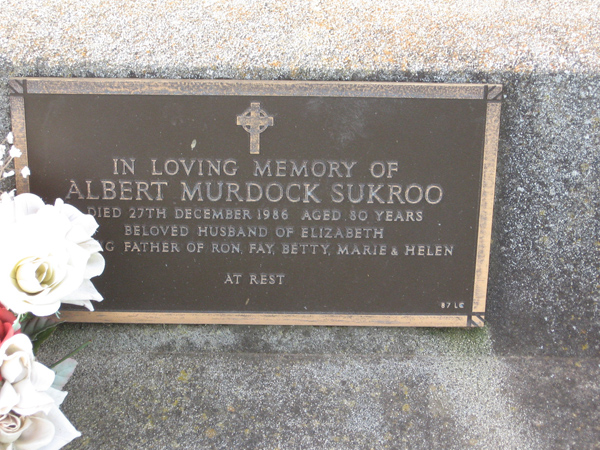 IN LOVING MEMORY OF
ALBERT MURDOCK SUKROO
DIED 27TH DECEMBER 1986 AGED 80 YEARS
BELOVED HUSBAND OF ELIZABETH
FATHER OF RON, FAY, BETTY, MARIE & HELEN
AT REST